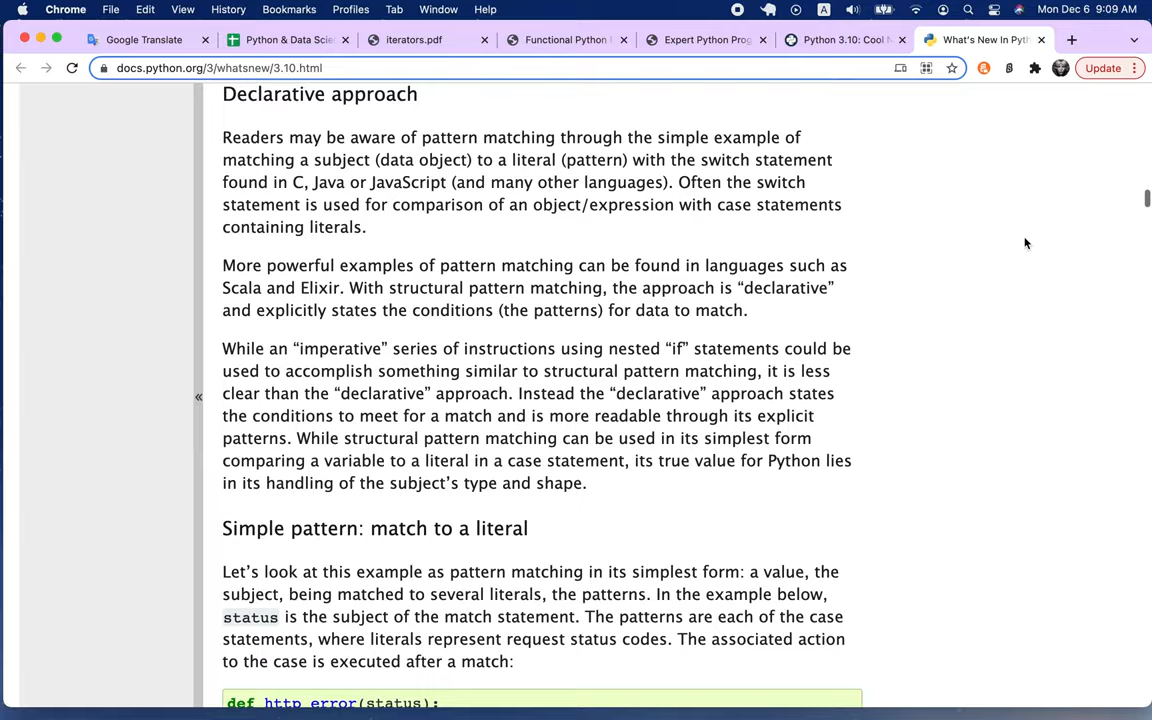 Chrome File Edit View History Bookmarks Profiles Tab Window Help A Mon Dec 6 9:09 AM
Google Translate Python & Data Scie iterators.pdf Functional Python Expert Python Prog Python 3.10: Cool N What's New In Pyth
docs.python.org/3/whatsnew/3.10.html Update
Declarative approach
Readers may be aware of pattern matching through the simple example of
matching a subject (data object) to a literal (pattern) with the switch statement
found in C, Java or JavaScript (and many other languages). Often the switch
statement is used for comparison of an object/expression with case statements
containing literals.
More powerful examples of pattern matching can be found in languages such as
Scala and Elixir. With structural pattern matching, the approach is “declarative”
and explicitly states the conditions (the patterns) for data to match.
While an “imperative” series of instructions using nested “if” statements could be
used to accomplish something similar to structural pattern matching, it is less
clear than the “declarative” approach. Instead the “declarative” approach states
the conditions to meet for a match and is more readable through its explicit
patterns. While structural pattern matching can be used in its simplest form
comparing a variable to a literal in a case statement, its true value for Python lies
in its handling of the subject’s type and shape.
Simple pattern: match to a literal
Let’s look at this example as pattern matching in its simplest form: a value, the
subject, being matched to several literals, the patterns. In the example below,
status is the subject of the match statement. The patterns are each of the case
statements, where literals represent request status codes. The associated action
to the case is executed after a match:
def http_error(status):